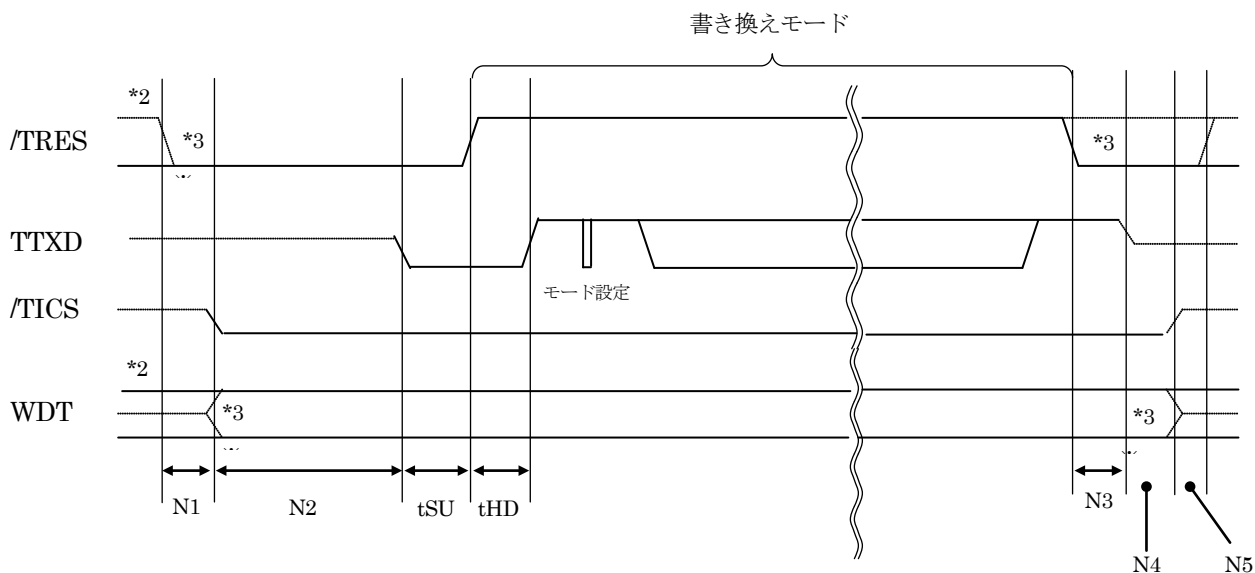 書き換えモード
*2
/TRES
*3
*3
TTXD
モード設定
/TICS
*2
WDT
*3
*3
N1
N2
tSU
tHD
N3
N4
N5